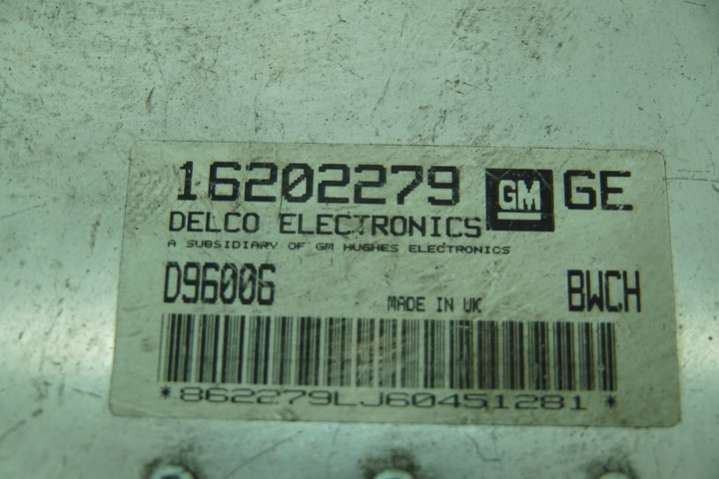 16202279 GM GE
DELCO ELECTRONICS
A SUBSIDIARY OF GM HUGHES ELECTRONICS
D96006 MADE IN UK BWCH
*862279LJ60451281*